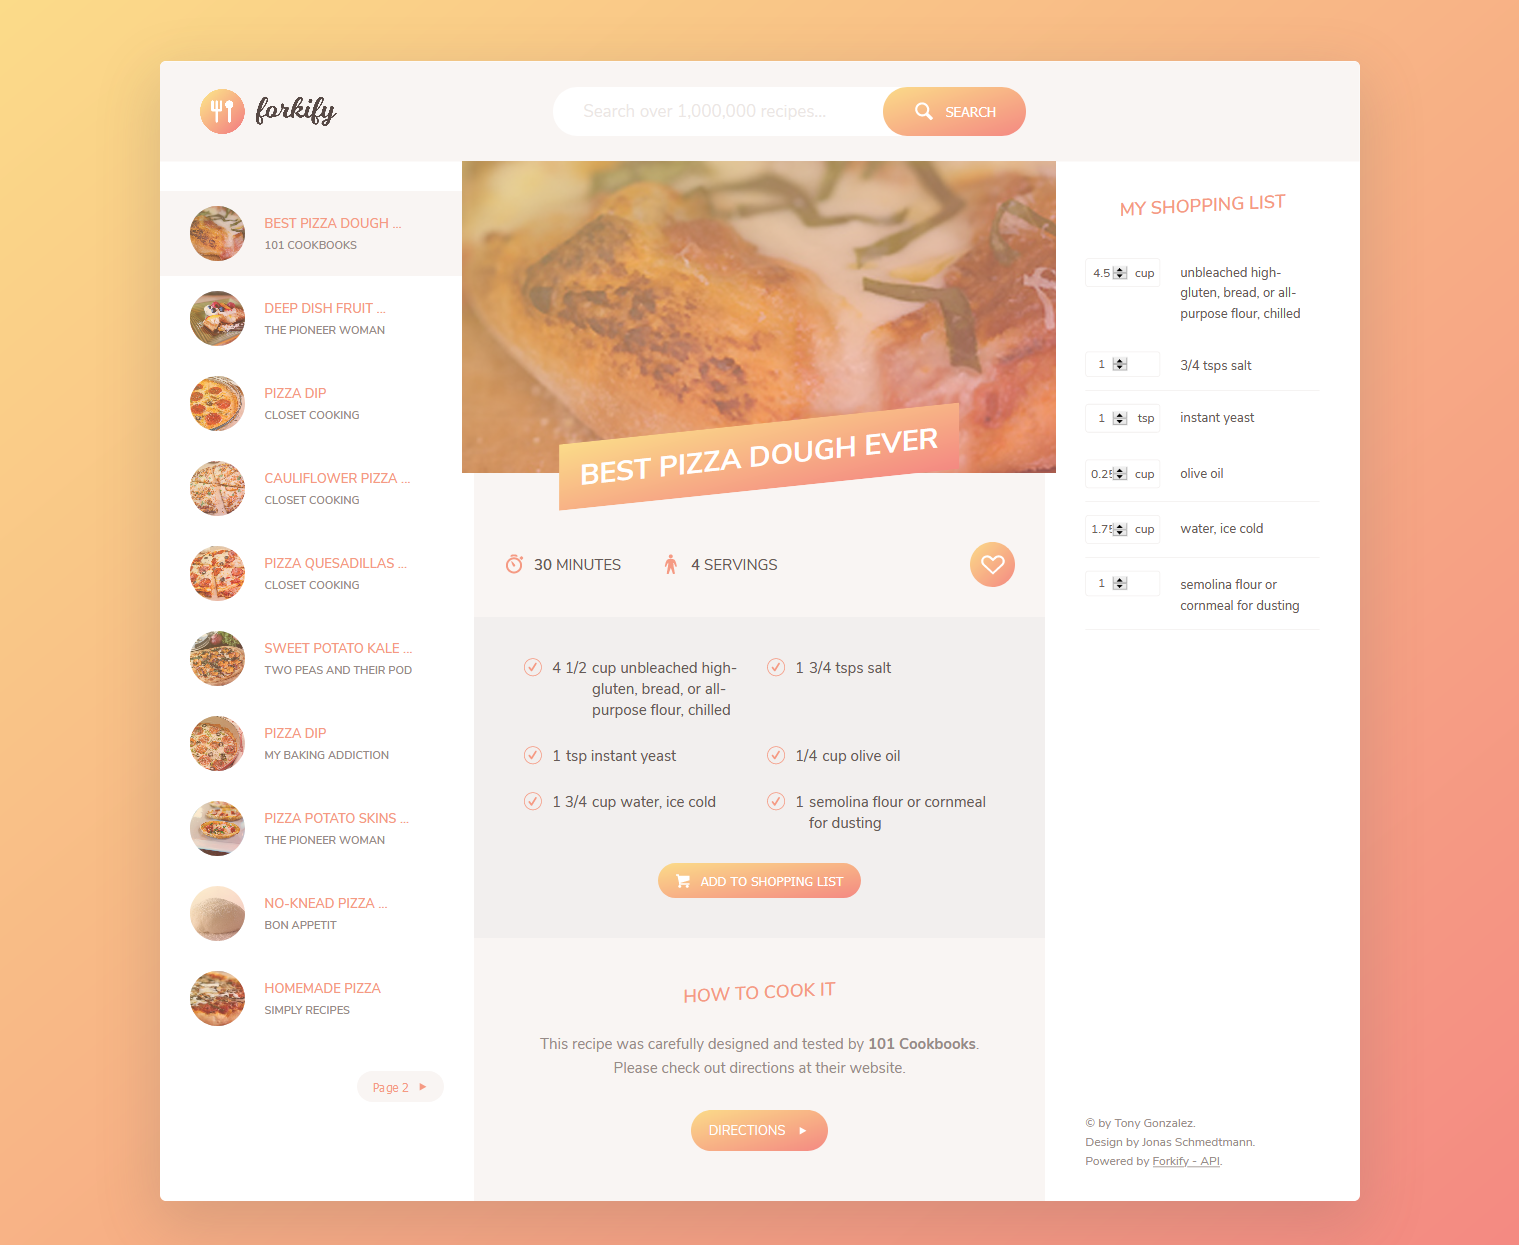 forkify
Search over 1,000,000 recipes...
SEARCH
BEST PIZZA DOUGH ...
101 COOKBOOKS
DEEP DISH FRUIT ...
THE PIONEER WOMAN
PIZZA DIP
CLOSET COOKING
CAULIFLOWER PIZZA ...
CLOSET COOKING
PIZZA QUESADILLAS ...
CLOSET COOKING
SWEET POTATO KALE ...
TWO PEAS AND THEIR POD
PIZZA DIP
MY BAKING ADDICTION
PIZZA POTATO SKINS ...
THE PIONEER WOMAN
NO-KNEAD PIZZA ...
BON APPETIT
HOMEMADE PIZZA
SIMPLY RECIPES
Page 2
BEST PIZZA DOUGH EVER
30 MINUTES
4 SERVINGS
4 1/2 cup unbleached high-
gluten, bread, or all-
purpose flour, chilled
1 3/4 tsps salt
1 tsp instant yeast
1/4 cup olive oil
1 3/4 cup water, ice cold
1 semolina flour or cornmeal
for dusting
ADD TO SHOPPING LIST
HOW TO COOK IT
This recipe was carefully designed and tested by 101 Cookbooks.
Please check out directions at their website.
DIRECTIONS
MY SHOPPING LIST
4.5 cup unbleached high-
gluten, bread, or all-
purpose flour, chilled
1 3/4 tsps salt
1 tsp instant yeast
0.25 cup olive oil
1.75 cup water, ice cold
1 semolina flour or
cornmeal for dusting
© by Tony Gonzalez.
Design by Jonas Schmedtmann.
Powered by Forkify - API.